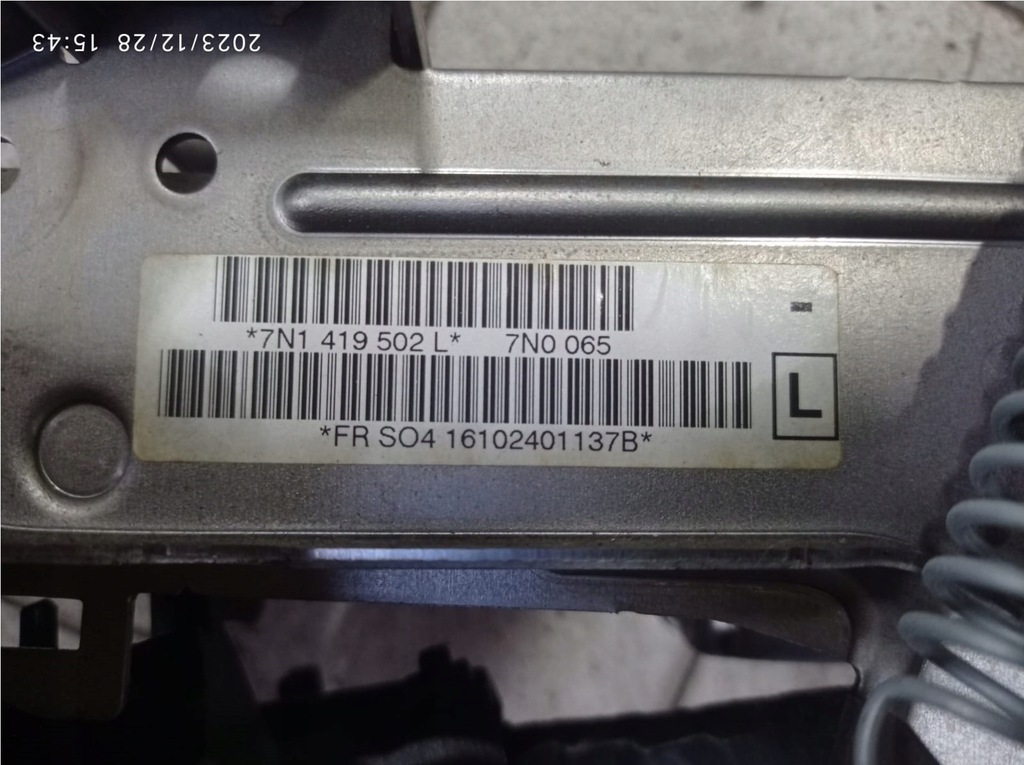 2023/12/28 15:43
*7N1 419 502 L* 7N0 065
*FR SO4 16102401137B*
L